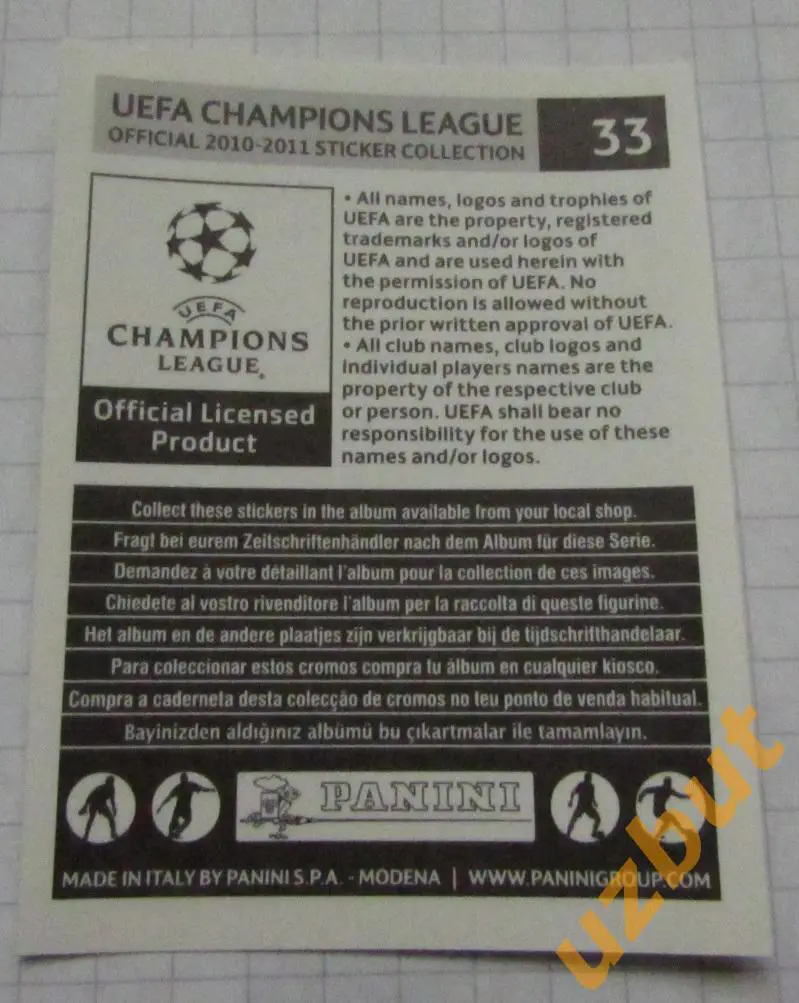 UEFA CHAMPIONS LEAGUE
OFFICIAL 2010-2011 STICKER COLLECTION
33
UEFA
CHAMPIONS
LEAGUE
Official Licensed
Product
• All names, logos and trophies of
UEFA are the property, registered
trademarks and/or logos of
UEFA and are used herein with
the permission of UEFA. No
reproduction is allowed without
the prior written approval of UEFA.
• All club names, club logos and
individual players names are the
property of the respective club
or person. UEFA shall bear no
responsibility for the use of these
names and/or logos.
Collect these stickers in the album available from your local shop.
Fragt bei eurem Zeitschriftenhändler nach dem Album für diese Serie.
Demandez à votre détaillant l'album pour la collection de ces images.
Chiedete al vostro rivenditore l'album per la raccolta di queste figurine.
Het album en de andere plaatjes zijn verkrijgbaar bij de tijdschrifthandelaar.
Para coleccionar estos cromos compra tu álbum en cualquier kiosco.
Compra a caderneta desta colecção de cromos no teu ponto de venda habitual.
Bayinizden aldığınız albümü bu çıkartmalar ile tamamlayın.
PANINI
MADE IN ITALY BY PANINI S.P.A. - MODENA | WWW.PANINIGROUP.COM
uzbut